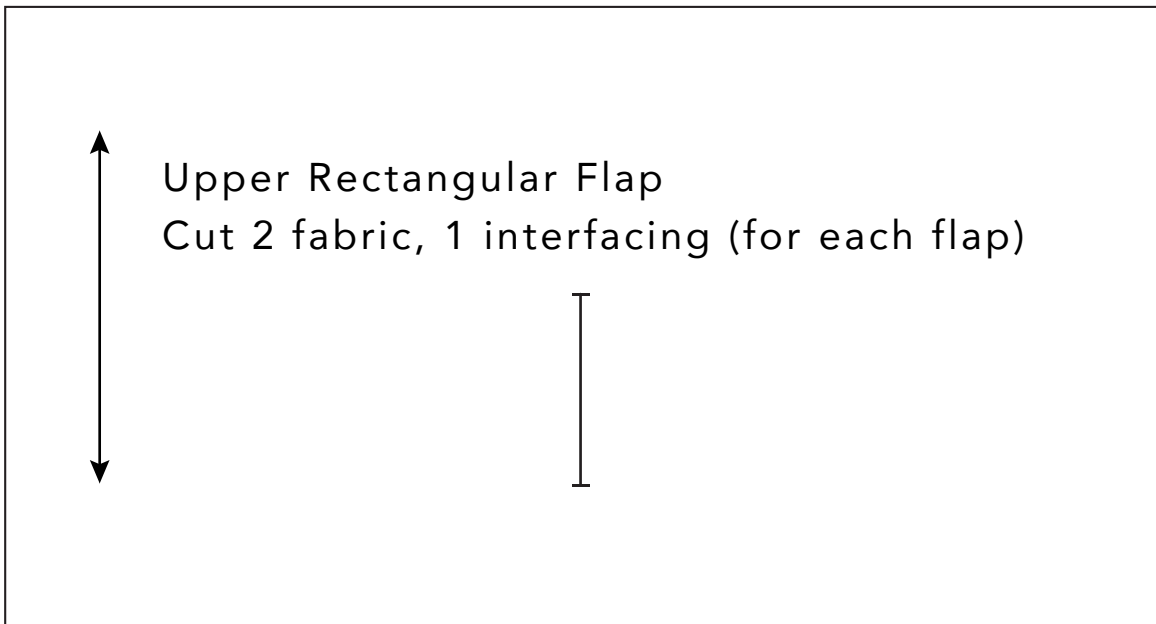 Upper Rectangular Flap
Cut 2 fabric, 1 interfacing (for each flap)